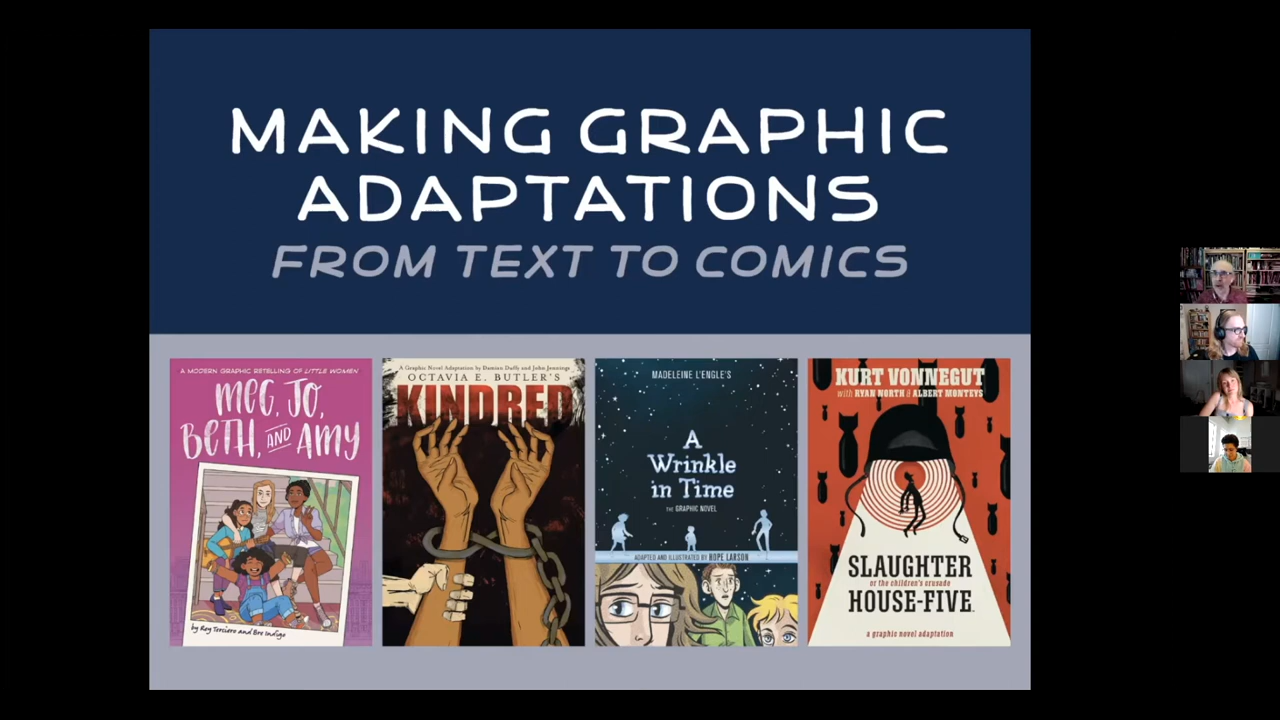 MAKING GRAPHIC
ADAPTATIONS
FROM TEXT TO COMICS
A MODERN GRAPHIC RETELLING OF LITTLE WOMEN
MEG, JO,
BETH, AND AMY
by Rey Terciero and Bre Indigo
A Graphic Novel Adaptation by Damian Duffy and John Jennings
OCTAVIA E. BUTLER'S
KINDRED
MADELEINE L'ENGLE'S
A
Wrinkle
in Time
THE GRAPHIC NOVEL
ADAPTED AND ILLUSTRATED BY HOPE LARSON
KURT VONNEGUT
with RYAN NORTH & ALBERT MONTEYS
SLAUGHTER
or the children's crusade
HOUSE-FIVE
a graphic novel adaptation